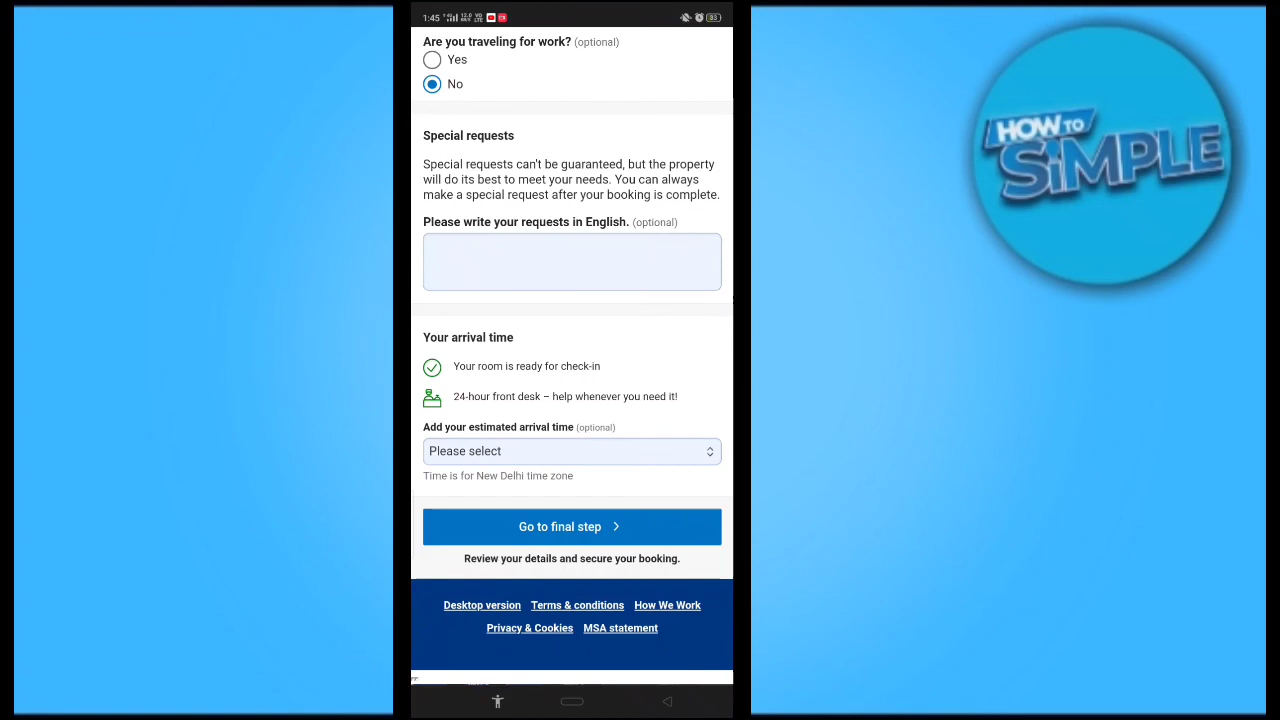 1:45
12.0
83
Are you traveling for work? (optional)
Yes
No
Special requests
Special requests can't be guaranteed, but the property
will do its best to meet your needs. You can always
make a special request after your booking is complete.
Please write your requests in English. (optional)
Your arrival time
Your room is ready for check-in
24-hour front desk – help whenever you need it!
Add your estimated arrival time (optional)
Please select
Time is for New Delhi time zone
Go to final step
Review your details and secure your booking.
Desktop version Terms & conditions How We Work
Privacy & Cookies MSA statement
HOW TO
SiMPLE